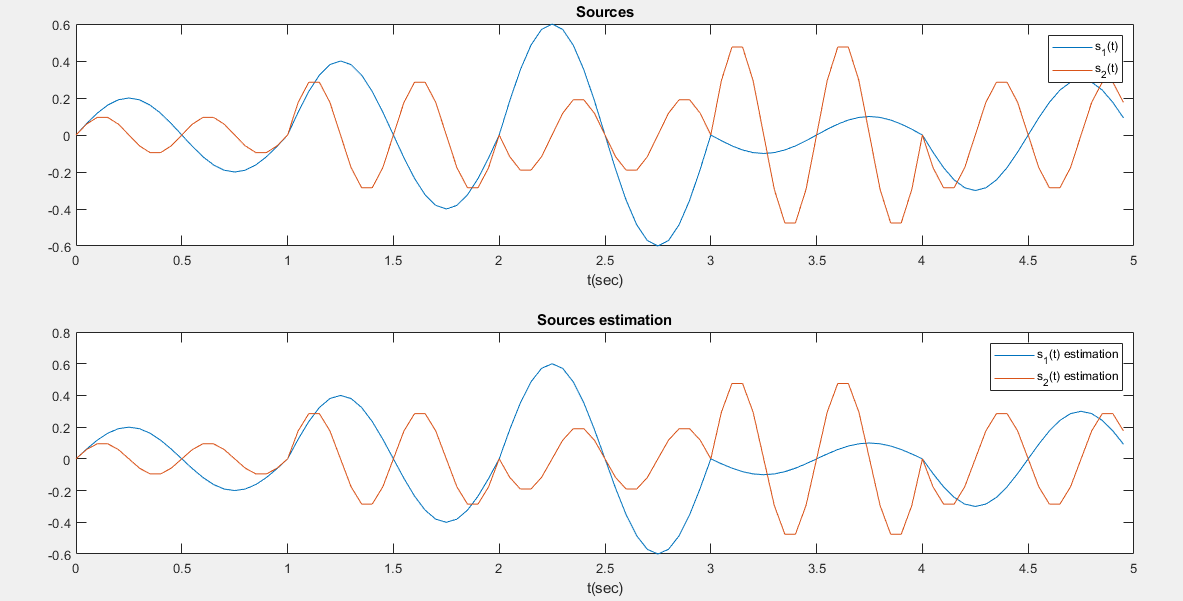 Sources
0.6
0.4
0.2
0
-0.2
-0.4
-0.6
s1(t)
s2(t)
0 0.5 1 1.5 2 2.5 3 3.5 4 4.5 5
t(sec)
Sources estimation
0.8
0.6
0.4
0.2
0
-0.2
-0.4
-0.6
s1(t) estimation
s2(t) estimation
0 0.5 1 1.5 2 2.5 3 3.5 4 4.5 5
t(sec)